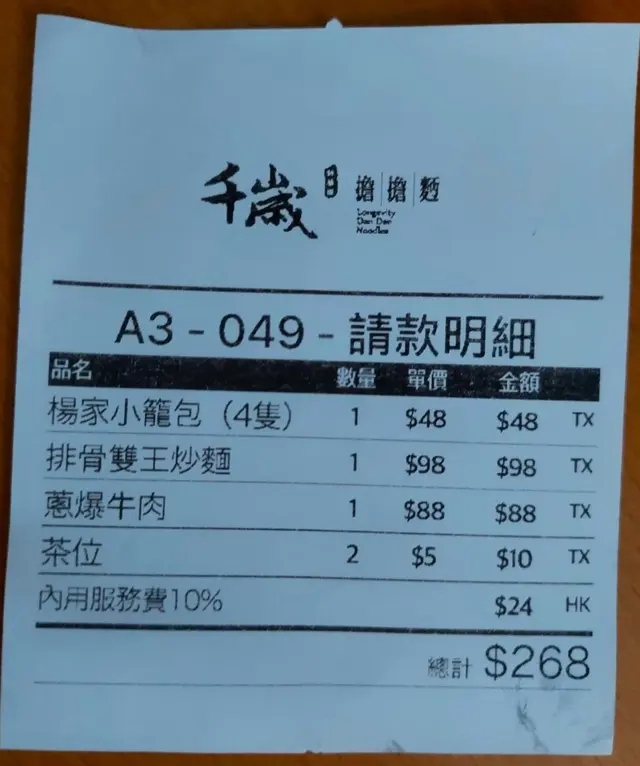 千歲 擔擔麵
Longevity
Dan Dan
Noodles
A3 - 049 - 請款明細
品名 數量 單價 金額
楊家小籠包 (4隻) 1 $48 $48 TX
排骨雙王炒麵 1 $98 $98 TX
蔥爆牛肉 1 $88 $88 TX
茶位 2 $5 $10 TX
內用服務費10% $24 HK
總計 $268